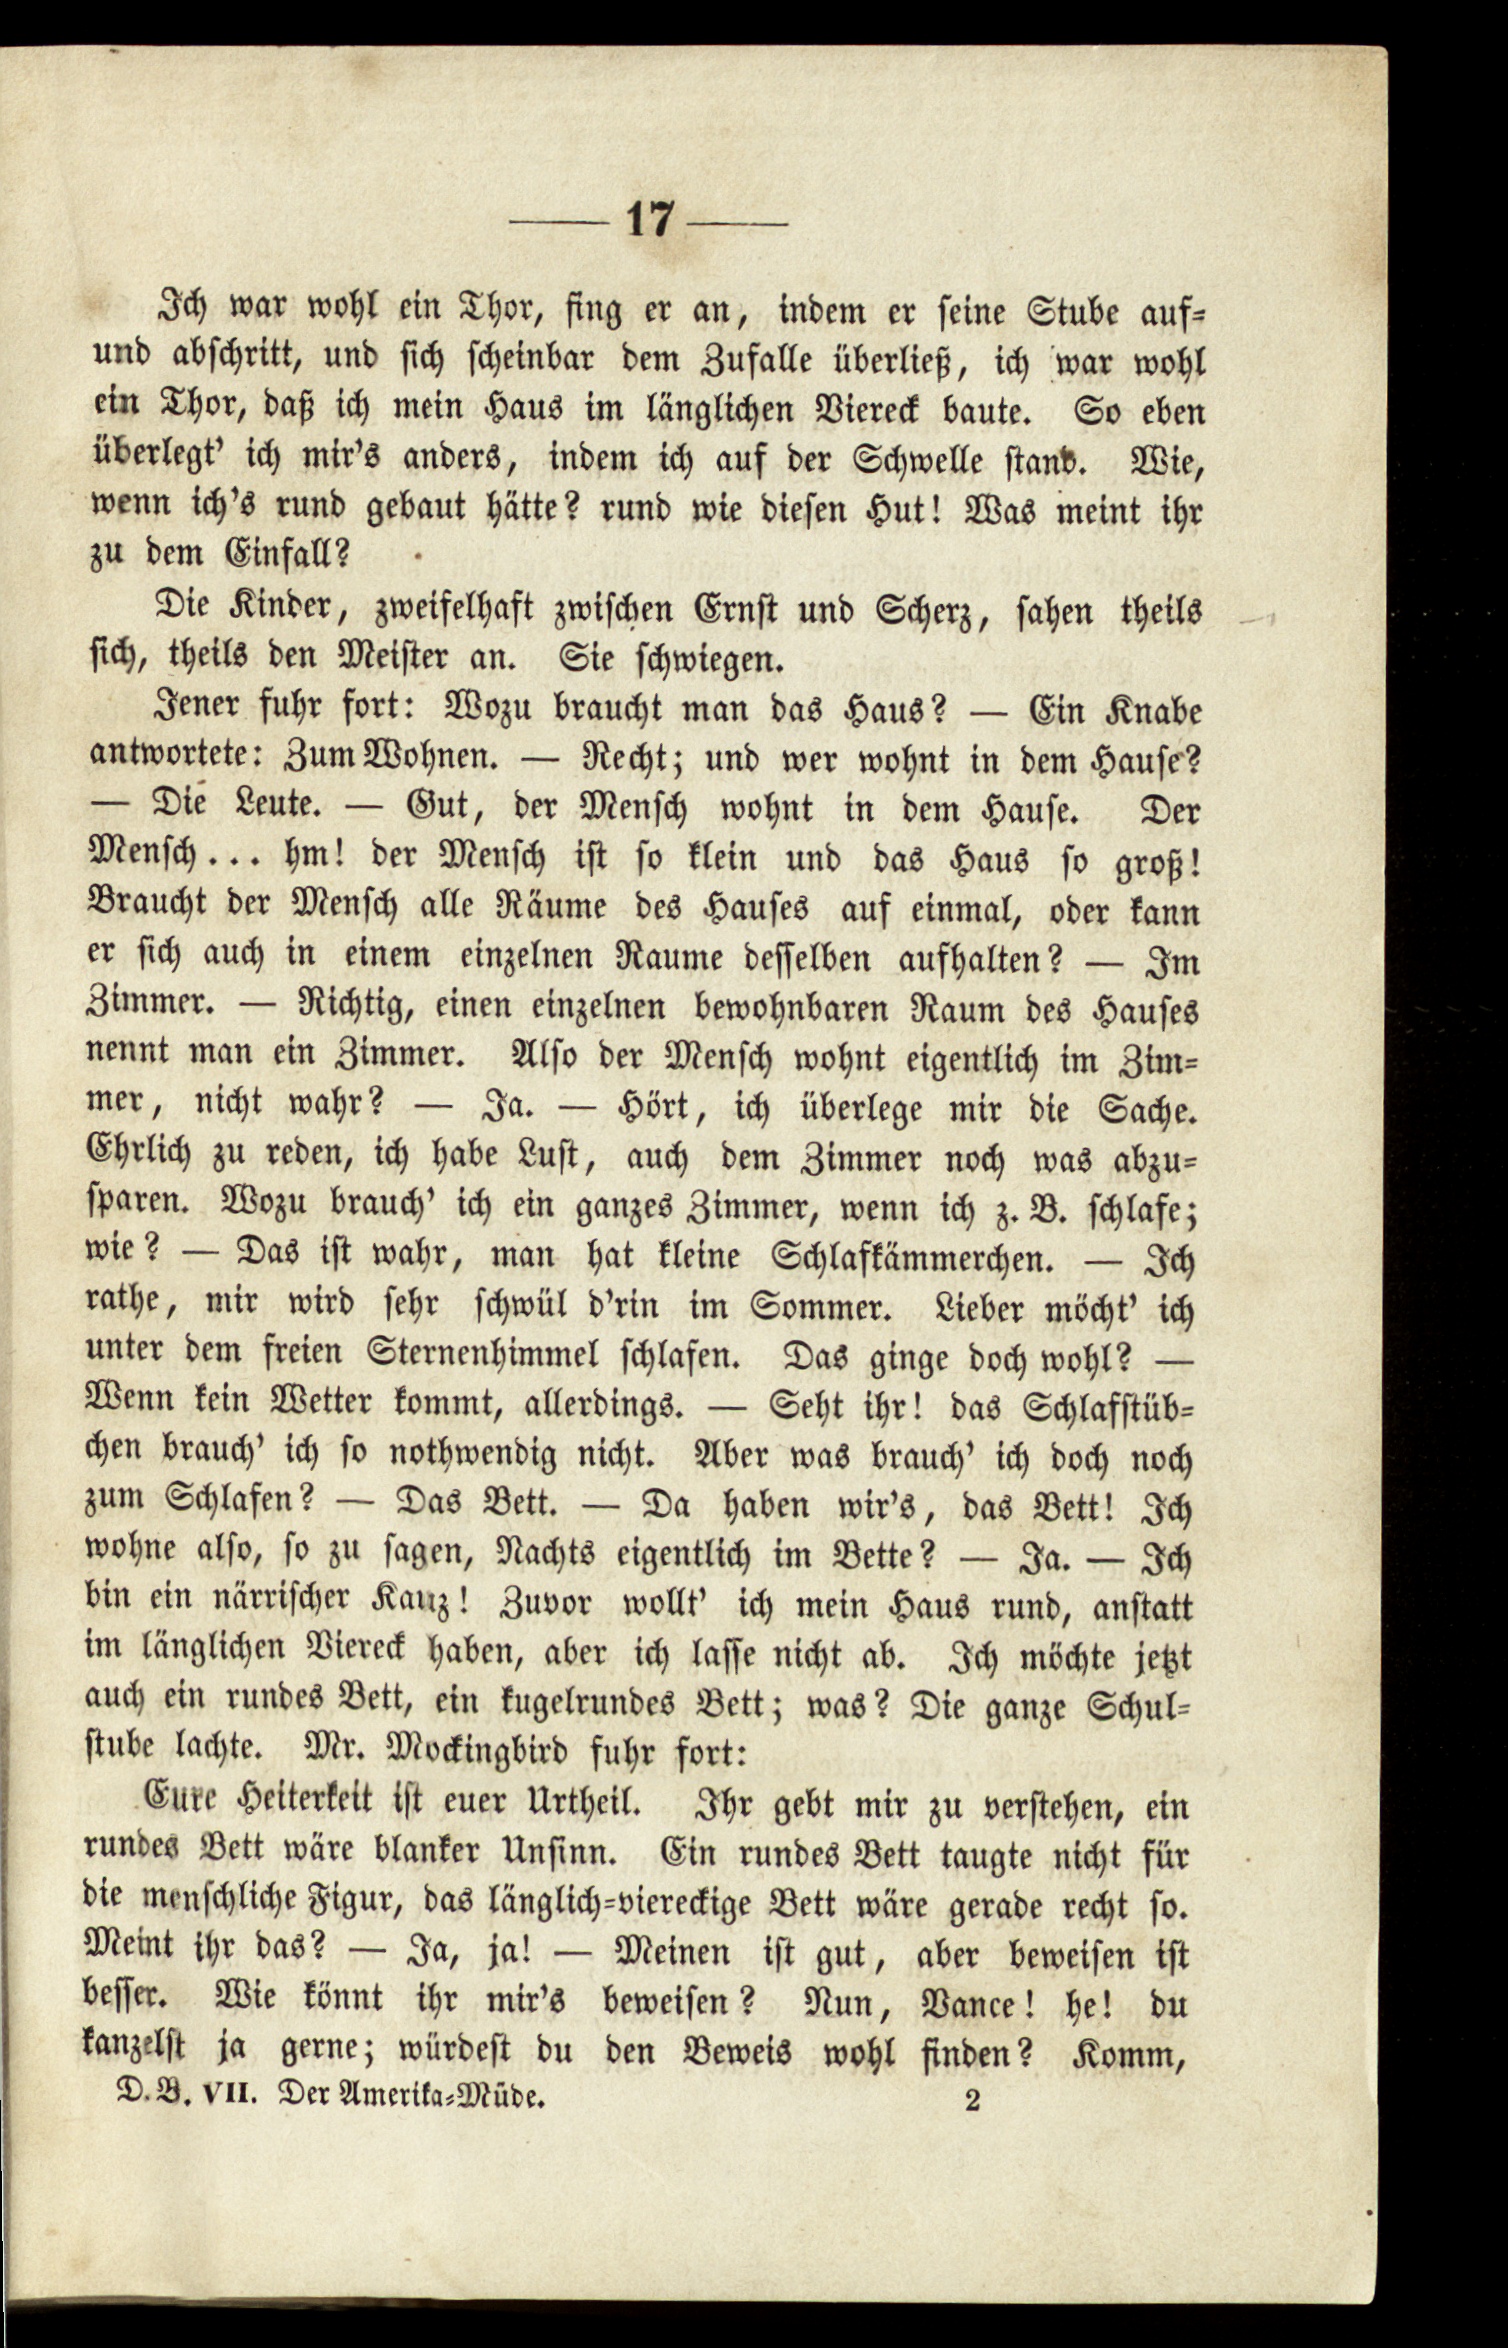 — 17 —
Ich war wohl ein Thor, fing er an, indem er seine Stube auf-
und abschritt, und sich scheinbar dem Zufalle überließ, ich war wohl
ein Thor, daß ich mein Haus im länglichen Viereck baute. So eben
überlegt’ ich mir’s anders, indem ich auf der Schwelle stand. Wie,
wenn ich’s rund gebaut hätte? rund wie diesen Hut! Was meint ihr
zu dem Einfall?
Die Kinder, zweifelhaft zwischen Ernst und Scherz, sahen theils
sich, theils den Meister an. Sie schwiegen.
Jener fuhr fort: Wozu braucht man das Haus? — Ein Knabe
antwortete: Zum Wohnen. — Recht; und wer wohnt in dem Hause?
— Die Leute. — Gut, der Mensch wohnt in dem Hause. Der
Mensch... hm! der Mensch ist so klein und das Haus so groß!
Braucht der Mensch alle Räume des Hauses auf einmal, oder kann
er sich auch in einem einzelnen Raume desselben aufhalten? — Im
Zimmer. — Richtig, einen einzelnen bewohnbaren Raum des Hauses
nennt man ein Zimmer. Also der Mensch wohnt eigentlich im Zim-
mer, nicht wahr? — Ja. — Hört, ich überlege mir die Sache.
Ehrlich zu reden, ich habe Lust, auch dem Zimmer noch was abzu-
sparen. Wozu brauch’ ich ein ganzes Zimmer, wenn ich z. B. schlafe;
wie? — Das ist wahr, man hat kleine Schlafkämmerchen. — Ich
rathe, mir wird sehr schwül d’rin im Sommer. Lieber möcht’ ich
unter dem freien Sternenhimmel schlafen. Das ginge doch wohl? —
Wenn kein Wetter kommt, allerdings. — Seht ihr! das Schlafstüb-
chen brauch’ ich so nothwendig nicht. Aber was brauch’ ich doch noch
zum Schlafen? — Das Bett. — Da haben wir’s, das Bett! Ich
wohne also, so zu sagen, Nachts eigentlich im Bette? — Ja. — Ich
bin ein närrischer Kauz! Zuvor wollt’ ich mein Haus rund, anstatt
im länglichen Viereck haben, aber ich lasse nicht ab. Ich möchte jetzt
auch ein rundes Bett, ein kugelrundes Bett; was? Die ganze Schul-
stube lachte. Mr. Mockingbird fuhr fort:
Eure Heiterkeit ist euer Urtheil. Ihr gebt mir zu verstehen, ein
rundes Bett wäre blanker Unsinn. Ein rundes Bett taugte nicht für
die menschliche Figur, das länglich-viereckige Bett wäre gerade recht so.
Meint ihr das? — Ja, ja! — Meinen ist gut, aber beweisen ist
besser. Wie könnt ihr mir’s beweisen? Nun, Vance! he! du
kanzelst ja gerne; würdest du den Beweis wohl finden? Komm,
D. B. VII. Der Amerika-Müde. 2